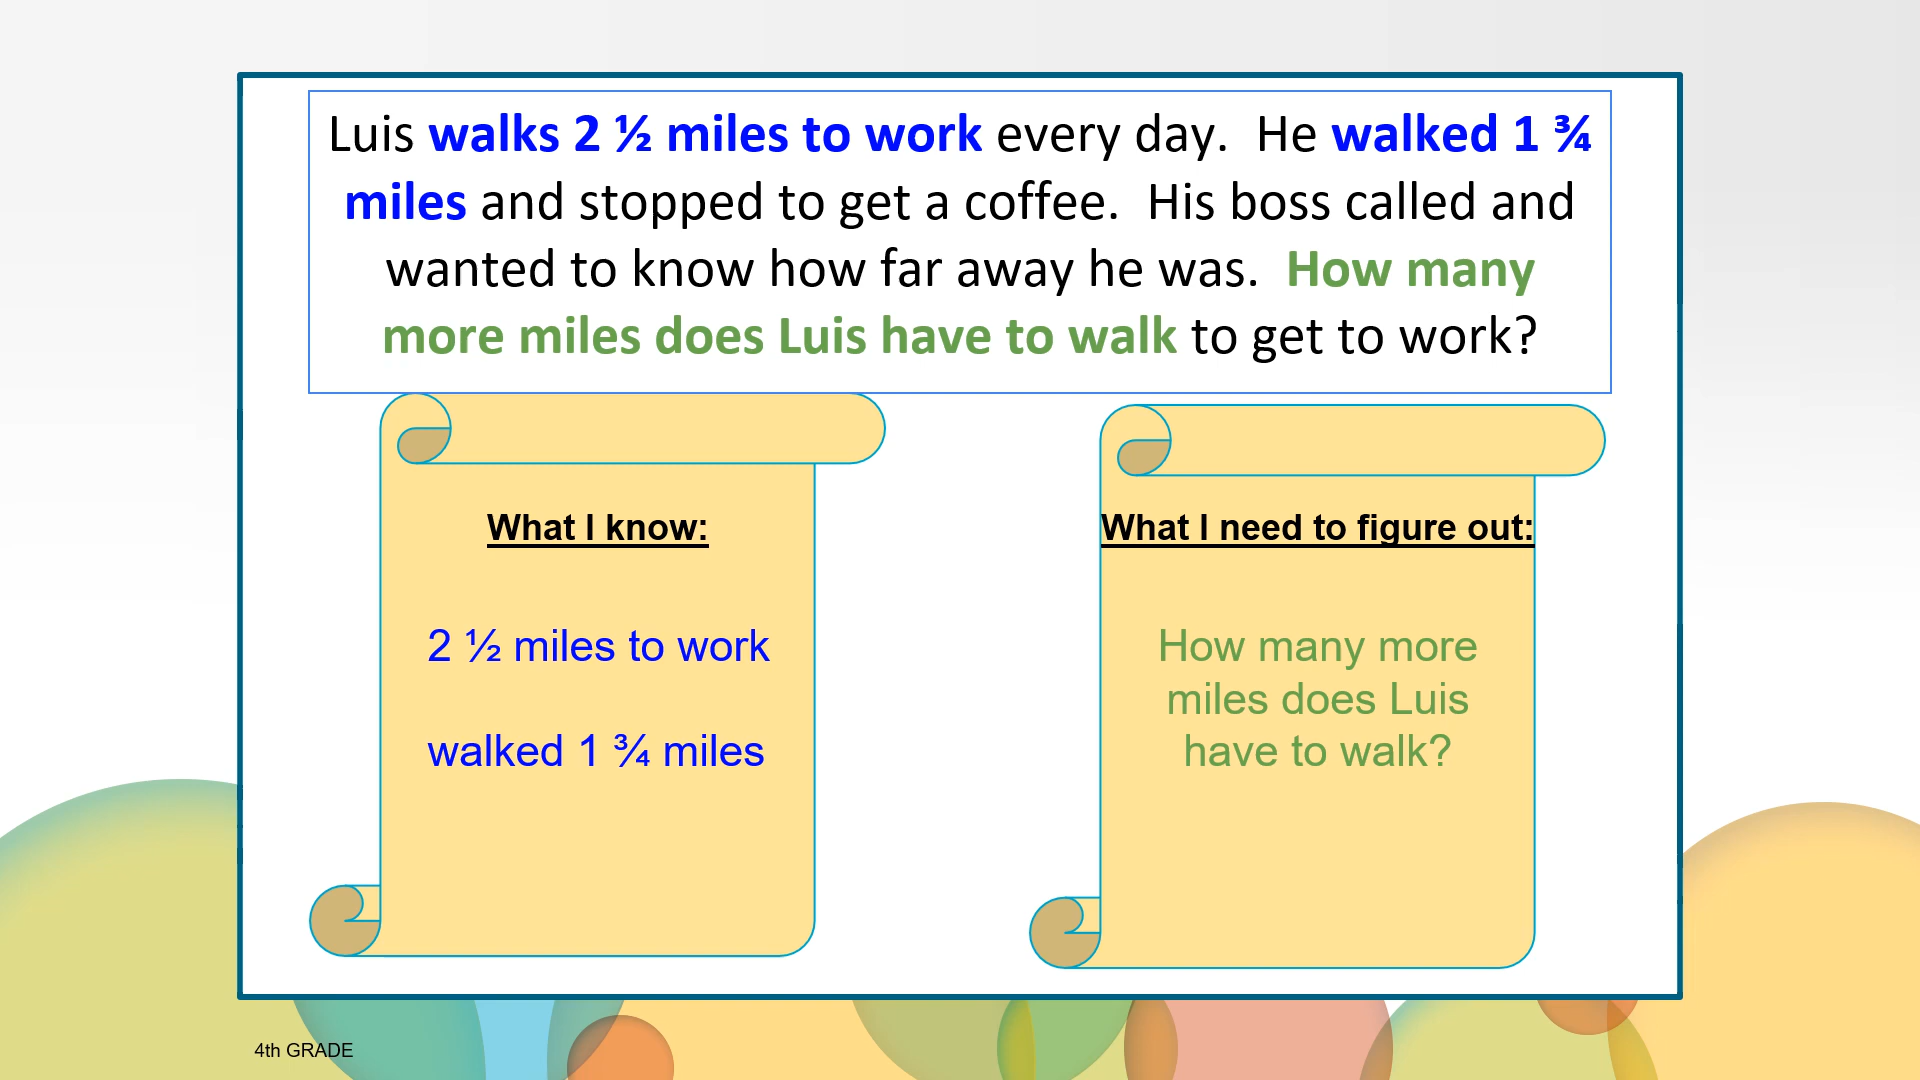 Luis walks 2 ½ miles to work every day.  He walked 1 ¾
miles and stopped to get a coffee.  His boss called and
wanted to know how far away he was.  How many
more miles does Luis have to walk to get to work?
What I know:
2 ½ miles to work
walked 1 ¾ miles
What I need to figure out:
How many more
miles does Luis
have to walk?
4th GRADE